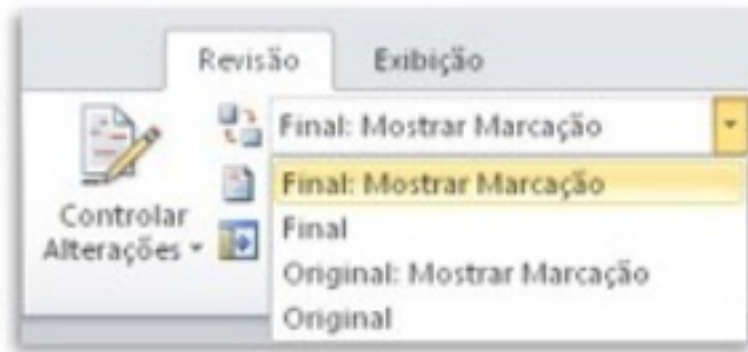 Revisão Exibição
Final: Mostrar Marcação
Final: Mostrar Marcação
Final
Original: Mostrar Marcação
Original
Controlar
Alterações